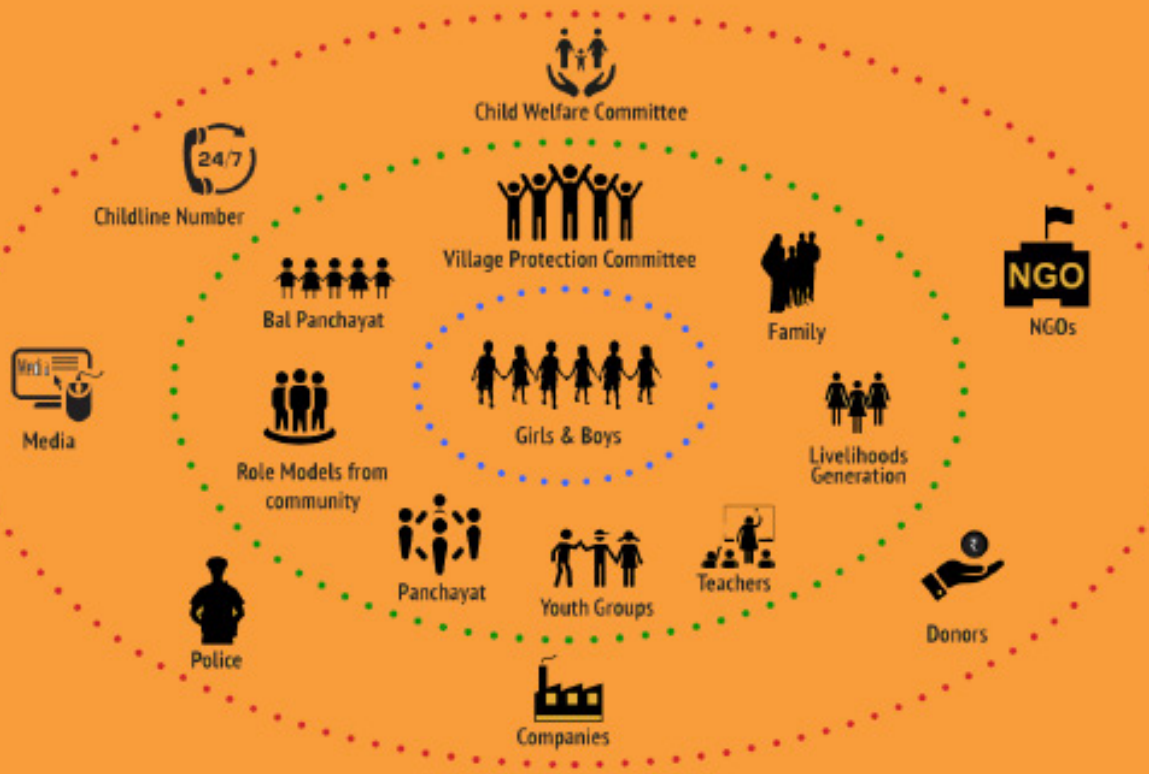 Child Welfare Committee
24/7
Childline Number
Village Protection Committee
Bal Panchayat
Family
NGO
NGOs
Media
Media
Girls & Boys
Role Models from
community
Livelihoods
Generation
Panchayat
Youth Groups
Teachers
₹
Donors
Police
Companies